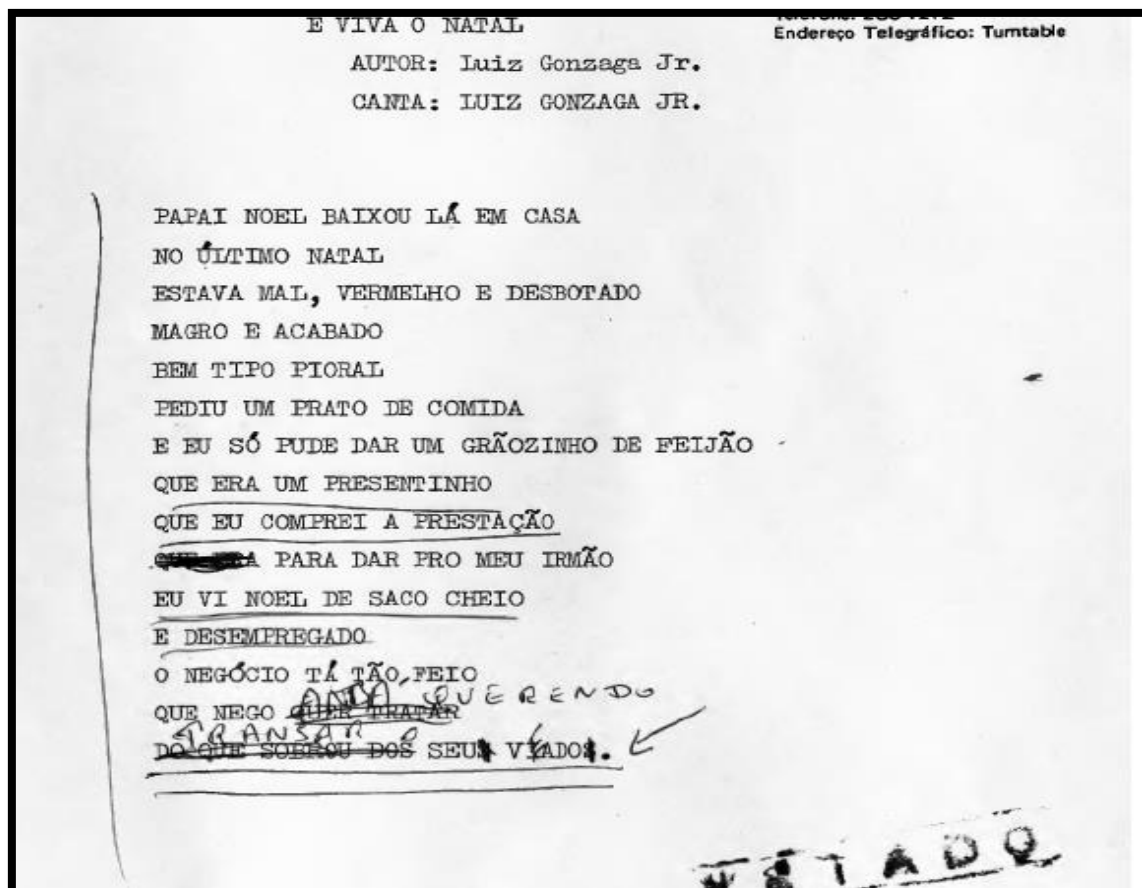 E VIVA O NATAL
Endereço Telegráfico: Turntable
AUTOR: Luiz Gonzaga Jr.
CANTA: LUIZ GONZAGA JR.
PAPAI NOEL BAIXOU LÁ EM CASA
NO ÚLTIMO NATAL
ESTAVA MAL, VERMELHO E DESBOTADO
MAGRO E ACABADO
BEM TIPO PIORAL
PEDIU UM PRATO DE COMIDA
E EU SÓ PUDE DAR UM GRÃOZINHO DE FEIJÃO
QUE ERA UM PRESENTINHO
QUE EU COMPREI A PRESTAÇÃO
QUE ERA PARA DAR PRO MEU IRMÃO
EU VI NOEL DE SACO CHEIO
E DESEMPREGADO
O NEGÓCIO TÁ TÃO FEIO
ANDA QUERENDO
QUE NEGO QUER TRATAR
TRANSAR O
DO QUE SOBROU DOS SEUS VEADOS.
VETADO